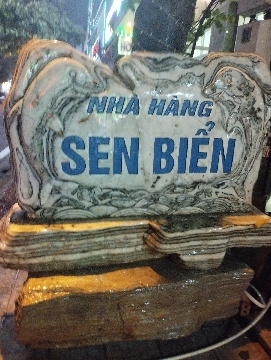 NHÀ HÀNG
SEN BIỂN